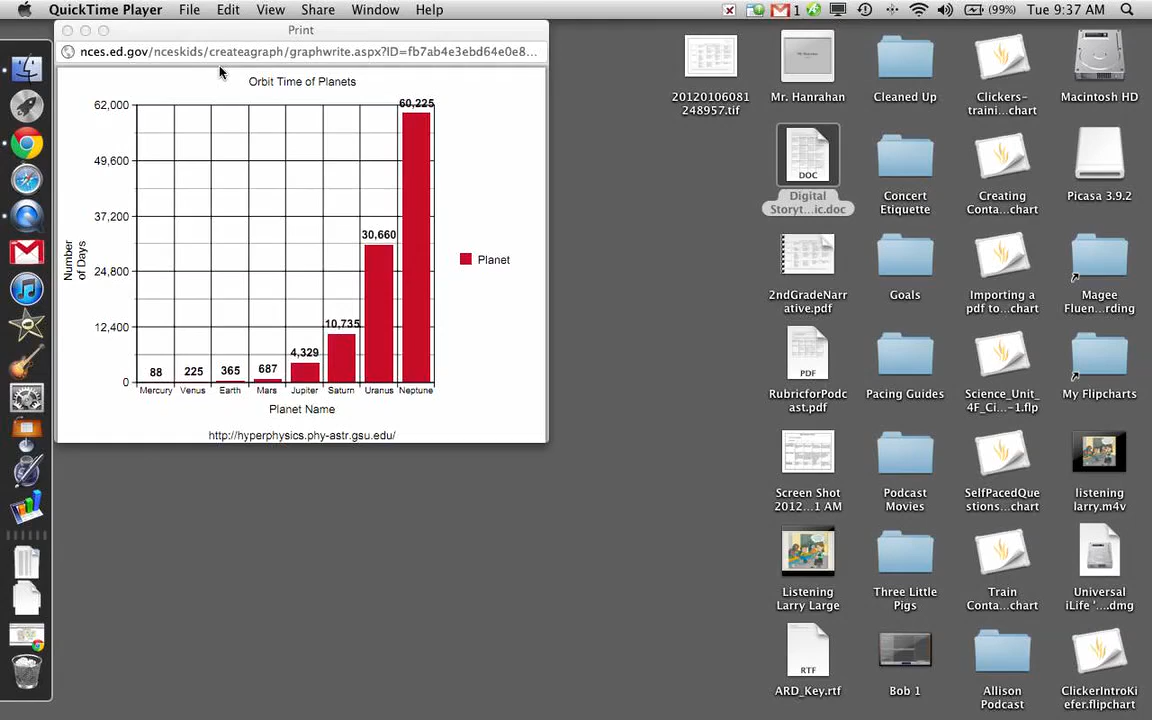 QuickTime Player File Edit View Share Window Help 1 (99%) Tue 9:37 AM
Print
nces.ed.gov/nceskids/createagraph/graphwrite.aspx?ID=fb7ab4e3ebd64e0e8...
Orbit Time of Planets
62,000
49,600
37,200
24,800
12,400
0
Number
of Days
88
225
365
687
4,329
10,735
30,660
60,225
Mercury Venus Earth Mars Jupiter Saturn Uranus Neptune
Planet Name
Planet
http://hyperphysics.phy-astr.gsu.edu/
20120106081
248957.tif
Mr. Hanrahan
Cleaned Up
Clickers-
traini...chart
Macintosh HD
DOC
Digital
Storyt...ic.doc
Concert
Etiquette
Creating
Conta...chart
Picasa 3.9.2
2ndGradeNarr
ative.pdf
Goals
Importing a
pdf to...chart
Magee
Fluen...rding
PDF
RubricforPodc
ast.pdf
Pacing Guides
Science_Unit_
4F_Ci...-1.flp
My Flipcharts
Screen Shot
2012...1 AM
Podcast
Movies
SelfPacedQue
stions...chart
listening
larry.m4v
Listening
Larry Large
Three Little
Pigs
Train
Conta...chart
Universal
iLife '....dmg
RTF
ARD_Key.rtf
Bob 1
Allison
Podcast
ClickerIntroKi
efer.flipchart